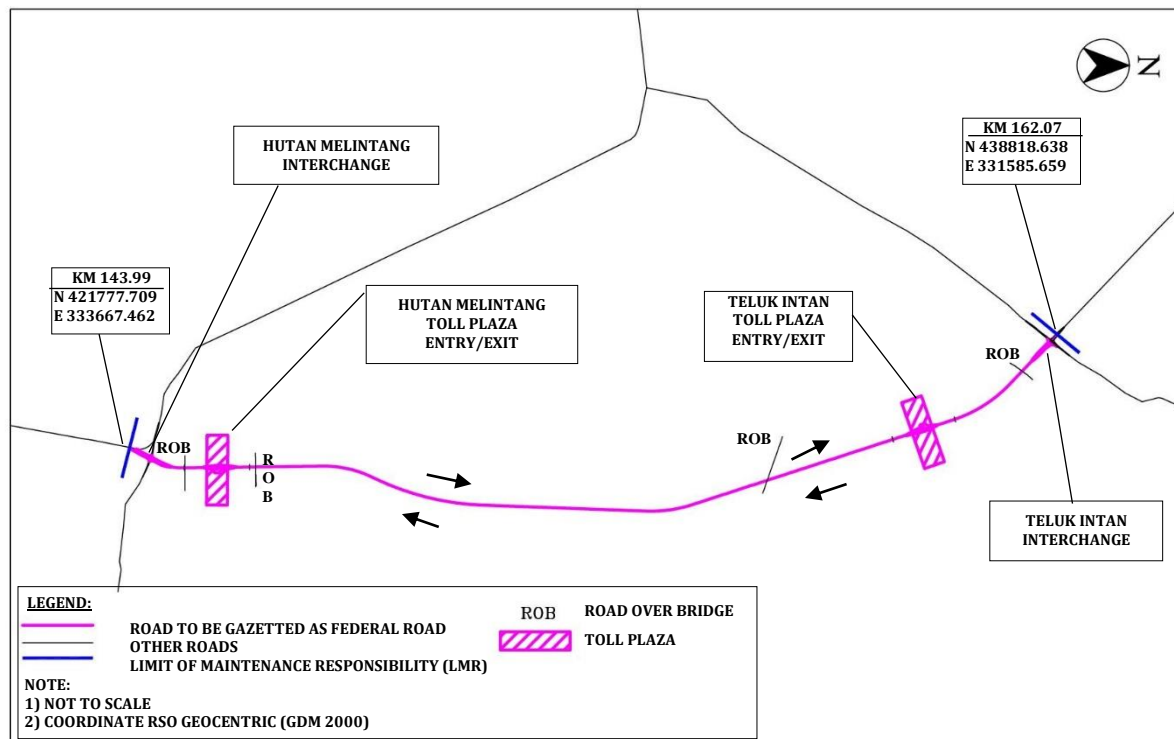 N
KM 162.07
N 438818.638
E 331585.659
HUTAN MELINTANG
INTERCHANGE
KM 143.99
N 421777.709
E 333667.462
HUTAN MELINTANG
TOLL PLAZA
ENTRY/EXIT
TELUK INTAN
TOLL PLAZA
ENTRY/EXIT
ROB
ROB
ROB
R
O
B
TELUK INTAN
INTERCHANGE
LEGEND:
ROAD TO BE GAZETTED AS FEDERAL ROAD
OTHER ROADS
LIMIT OF MAINTENANCE RESPONSIBILITY (LMR)
ROB ROAD OVER BRIDGE
TOLL PLAZA
NOTE:
1) NOT TO SCALE
2) COORDINATE RSO GEOCENTRIC (GDM 2000)